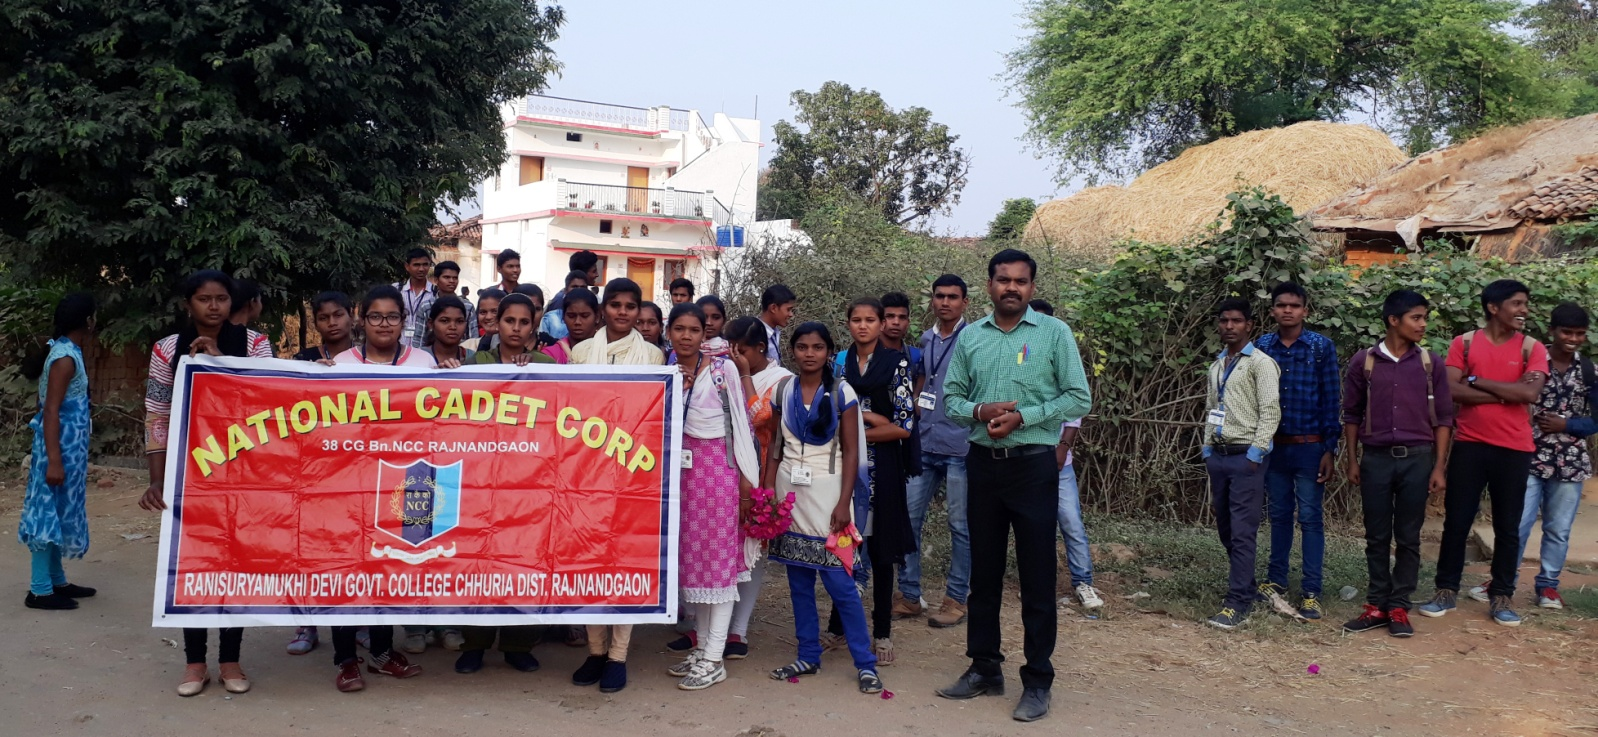 NATIONAL CADET CORP
38 CG Bn.NCC RAJNANDGAON
NCC
RANISURYAMUKHI DEVI GOVT. COLLEGE CHHURIA DIST. RAJNANDGAON